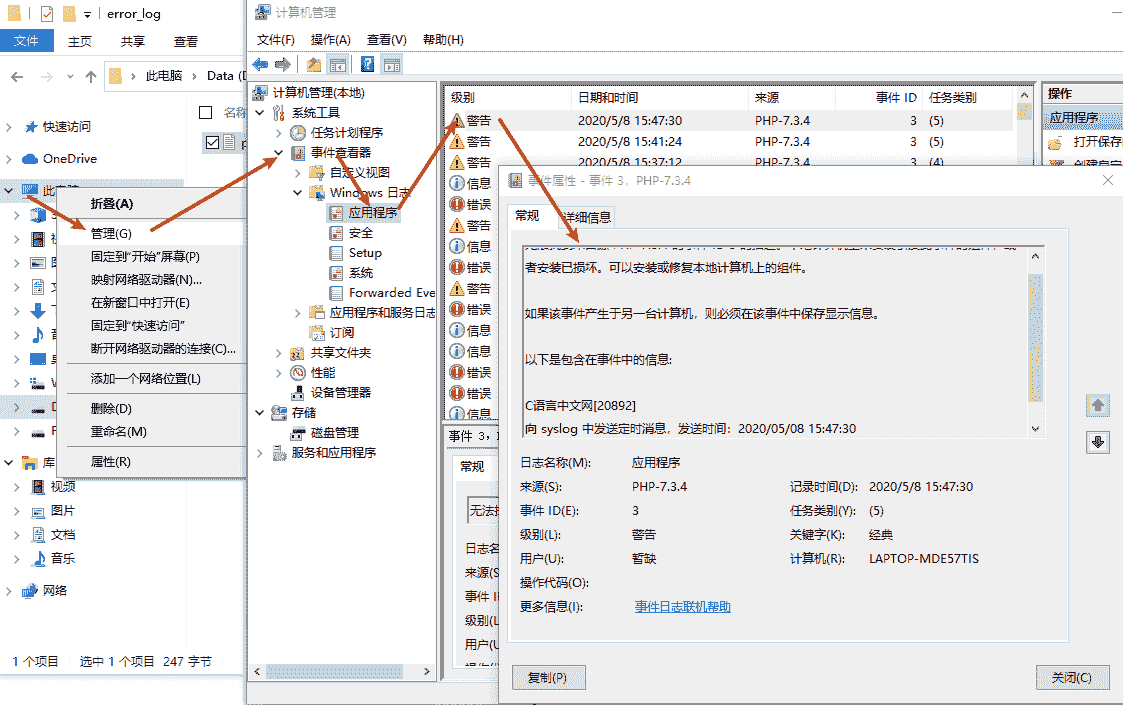 error_log
文件 主页 共享 查看
此电脑 Data
名称
快速访问
OneDrive
此电脑
折叠(A)
管理(G)
固定到"开始"屏幕(P)
映射网络驱动器(N)...
在新窗口中打开(E)
固定到"快速访问"
断开网络驱动器的连接(C)...
添加一个网络位置(L)
删除(D)
重命名(M)
属性(R)
库
视频
图片
文档
音乐
网络
1 个项目 选中 1 个项目 247 字节
计算机管理
文件(F) 操作(A) 查看(V) 帮助(H)
计算机管理(本地)
系统工具
任务计划程序
事件查看器
自定义视图
Windows 日志
应用程序
安全
Setup
系统
Forwarded Eve
应用程序和服务日志
订阅
共享文件夹
性能
设备管理器
存储
磁盘管理
服务和应用程序
级别 日期和时间 来源 事件 ID 任务类别
警告 2020/5/8 15:47:30 PHP-7.3.4 3 (5)
警告 2020/5/8 15:41:24 PHP-7.3.4 3 (5)
警告 2020/5/8 15:37:12 PHP-7.3.4 3 (4)
信息
错误
警告
信息
错误
警告
错误
信息
信息
错误
错误
信息
操作
应用程序
打开保存
事件 3,
常规
日志名
来源(S
事件 I
级别(L
用户(U
事件属性 - 事件 3，PHP-7.3.4
常规 详细信息
者安装已损坏。可以安装或修复本地计算机上的组件。
如果该事件产生于另一台计算机，则必须在该事件中保存显示信息。
以下是包含在事件中的信息:
C语言中文网[20892]
向 syslog 中发送定时消息，发送时间：2020/05/08 15:47:30
日志名称(M): 应用程序
来源(S): PHP-7.3.4 记录时间(D): 2020/5/8 15:47:30
事件 ID(E): 3 任务类别(Y): (5)
级别(L): 警告 关键字(K): 经典
用户(U): 暂缺 计算机(R): LAPTOP-MDE57TIS
操作代码(O):
更多信息(I): 事件日志联机帮助
复制(P) 关闭(C)